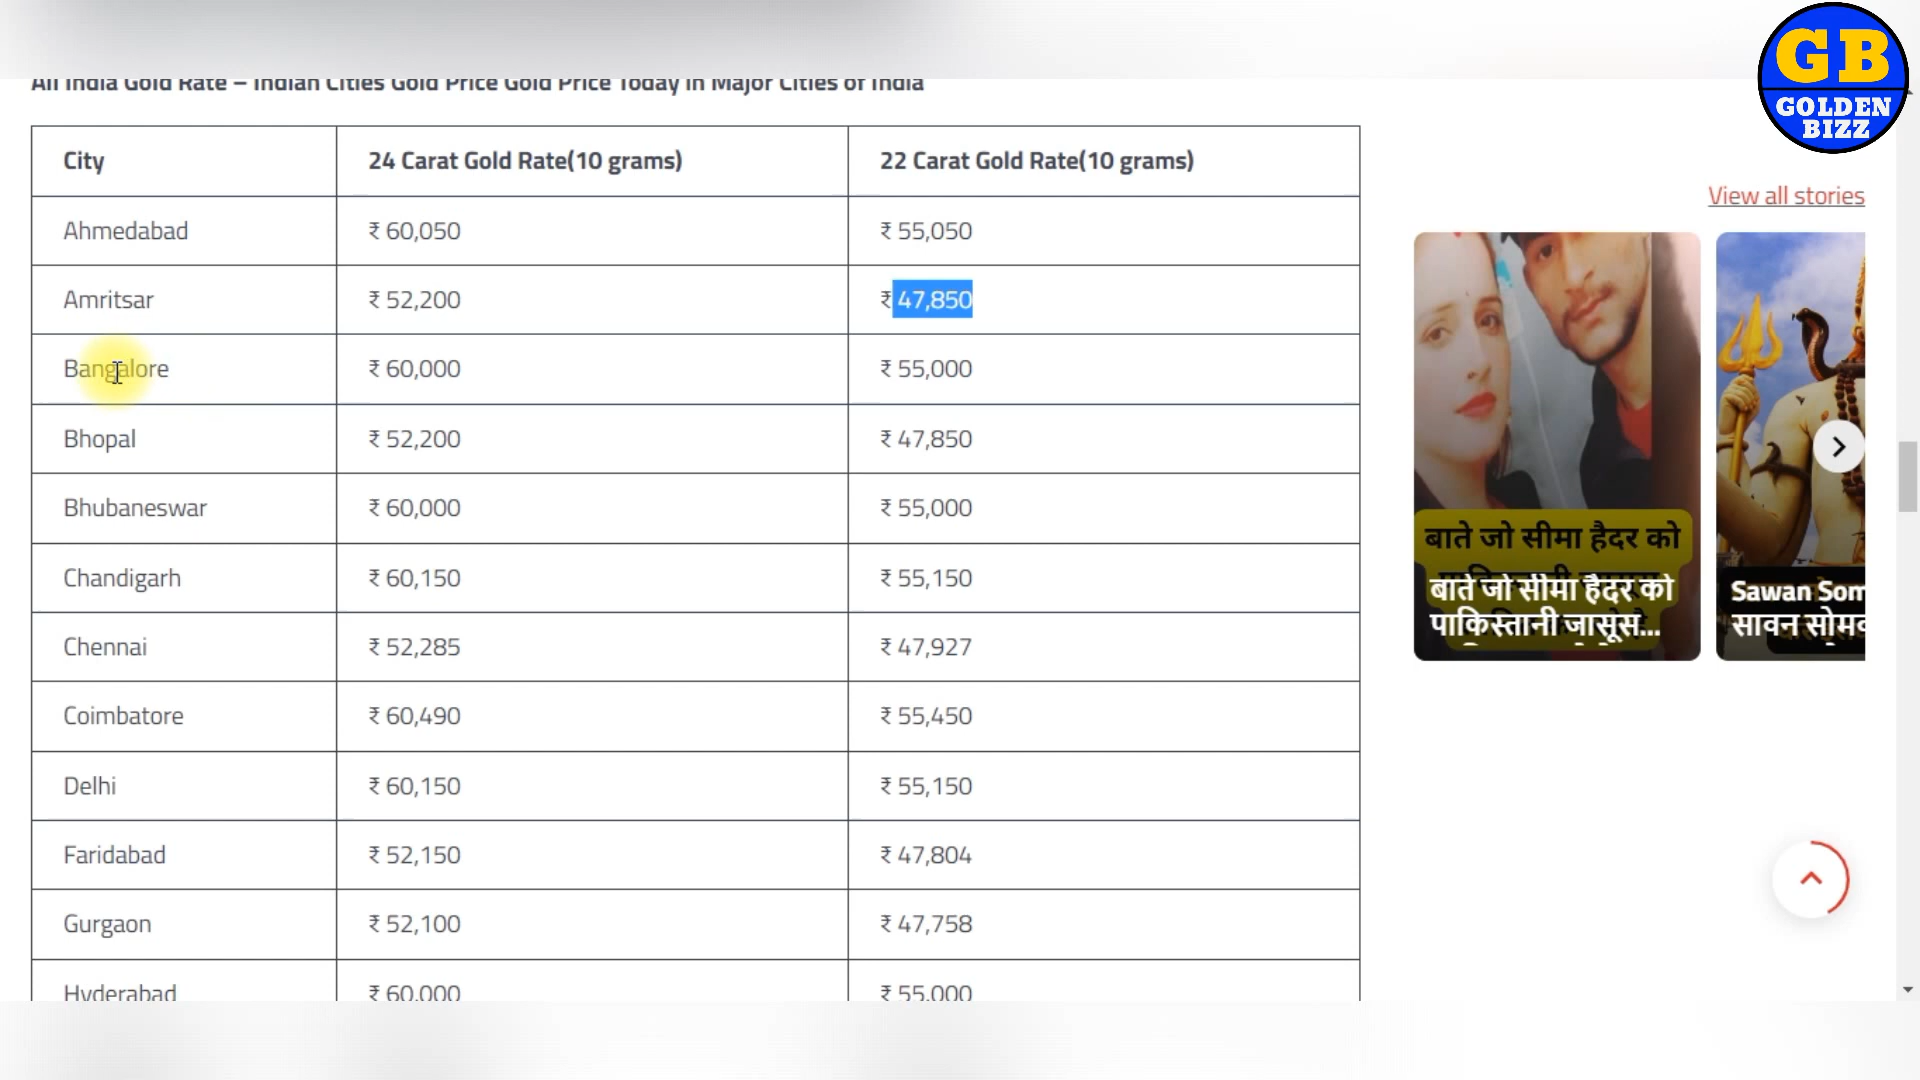 All India Gold Rate – Indian Cities Gold Price Gold Price Today in Major Cities of India
GB
GOLDEN
BIZZ
City 24 Carat Gold Rate(10 grams) 22 Carat Gold Rate(10 grams)
Ahmedabad ₹ 60,050 ₹ 55,050
Amritsar ₹ 52,200 ₹ 47,850
Bangalore ₹ 60,000 ₹ 55,000
Bhopal ₹ 52,200 ₹ 47,850
Bhubaneswar ₹ 60,000 ₹ 55,000
Chandigarh ₹ 60,150 ₹ 55,150
Chennai ₹ 52,285 ₹ 47,927
Coimbatore ₹ 60,490 ₹ 55,450
Delhi ₹ 60,150 ₹ 55,150
Faridabad ₹ 52,150 ₹ 47,804
Gurgaon ₹ 52,100 ₹ 47,758
Hyderabad ₹ 60,000 ₹ 55,000
View all stories
बाते जो सीमा हैदर को
बाते जो सीमा हैदर को
पाकिस्तानी जासूस...
Sawan Som
सावन सोमव